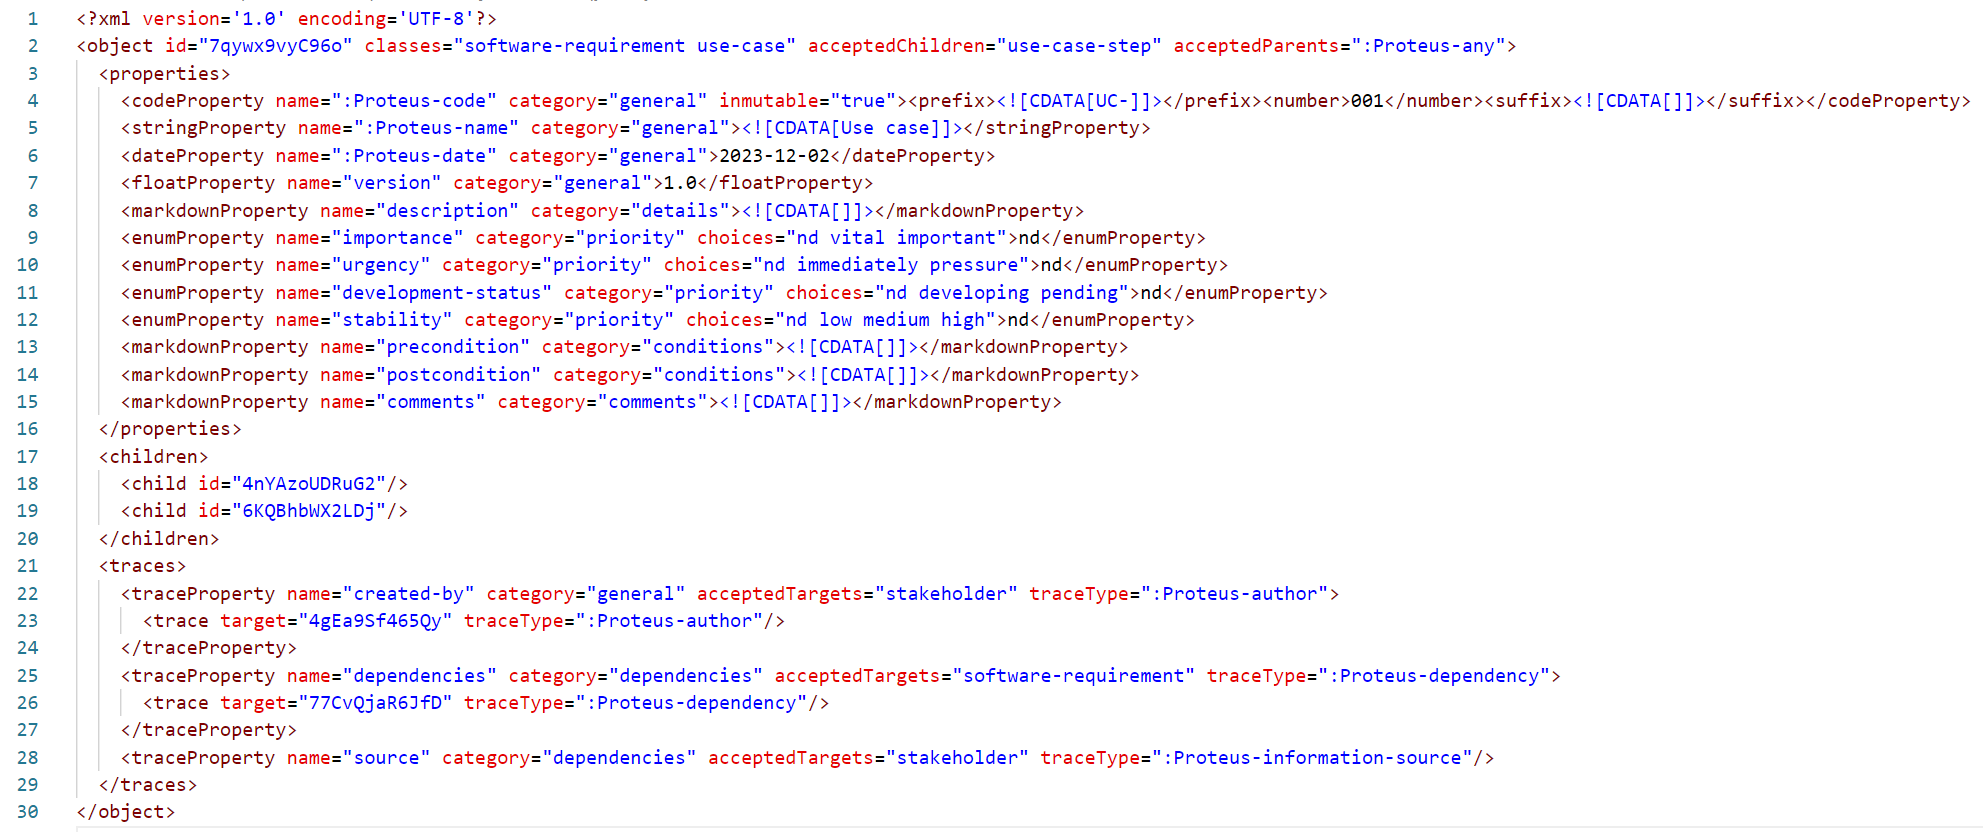 1 <?xml version='1.0' encoding='UTF-8'?>
2 <object id="7qywx9vyC96o" classes="software-requirement use-case" acceptedChildren="use-case-step" acceptedParents=":Proteus-any">
3 <properties>
4 <codeProperty name=":Proteus-code" category="general" inmutable="true"><prefix><![CDATA[UC-]]></prefix><number>001</number><suffix><![CDATA[]]></suffix></codeProperty>
5 <stringProperty name=":Proteus-name" category="general"><![CDATA[Use case]]></stringProperty>
6 <dateProperty name=":Proteus-date" category="general">2023-12-02</dateProperty>
7 <floatProperty name="version" category="general">1.0</floatProperty>
8 <markdownProperty name="description" category="details"><![CDATA[]]></markdownProperty>
9 <enumProperty name="importance" category="priority" choices="nd vital important">nd</enumProperty>
10 <enumProperty name="urgency" category="priority" choices="nd immediately pressure">nd</enumProperty>
11 <enumProperty name="development-status" category="priority" choices="nd developing pending">nd</enumProperty>
12 <enumProperty name="stability" category="priority" choices="nd low medium high">nd</enumProperty>
13 <markdownProperty name="precondition" category="conditions"><![CDATA[]]></markdownProperty>
14 <markdownProperty name="postcondition" category="conditions"><![CDATA[]]></markdownProperty>
15 <markdownProperty name="comments" category="comments"><![CDATA[]]></markdownProperty>
16 </properties>
17 <children>
18 <child id="4nYAzoUDRuG2"/>
19 <child id="6KQBhbWX2LDj"/>
20 </children>
21 <traces>
22 <traceProperty name="created-by" category="general" acceptedTargets="stakeholder" traceType=":Proteus-author">
23 <trace target="4gEa9Sf465Qy" traceType=":Proteus-author"/>
24 </traceProperty>
25 <traceProperty name="dependencies" category="dependencies" acceptedTargets="software-requirement" traceType=":Proteus-dependency">
26 <trace target="77CvQjaR6JfD" traceType=":Proteus-dependency"/>
27 </traceProperty>
28 <traceProperty name="source" category="dependencies" acceptedTargets="stakeholder" traceType=":Proteus-information-source"/>
29 </traces>
30 </object>